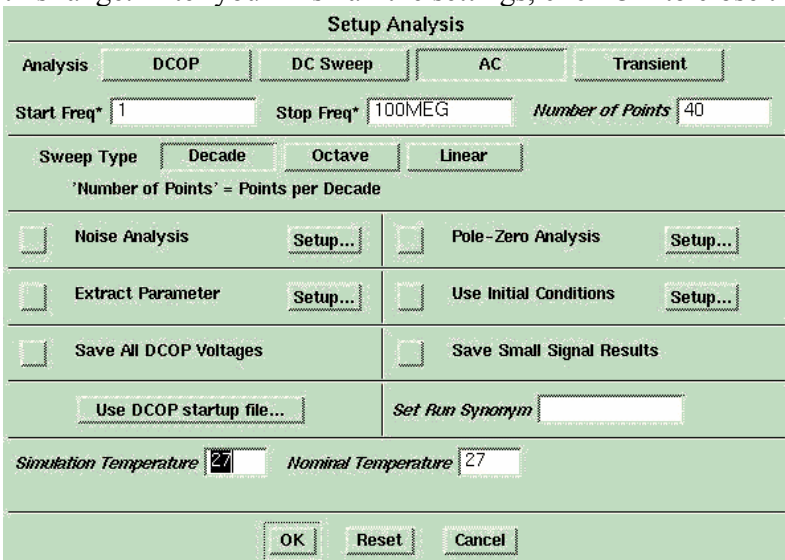 Setup Analysis
Analysis DCOP DC Sweep AC Transient
Start Freq* 1 Stop Freq* 100MEG Number of Points 40
Sweep Type Decade Octave Linear
'Number of Points' = Points per Decade
Noise Analysis Setup... Pole-Zero Analysis Setup...
Extract Parameter Setup... Use Initial Conditions Setup...
Save All DCOP Voltages Save Small Signal Results
Use DCOP startup file... Set Run Synonym
Simulation Temperature 27 Nominal Temperature 27
OK Reset Cancel